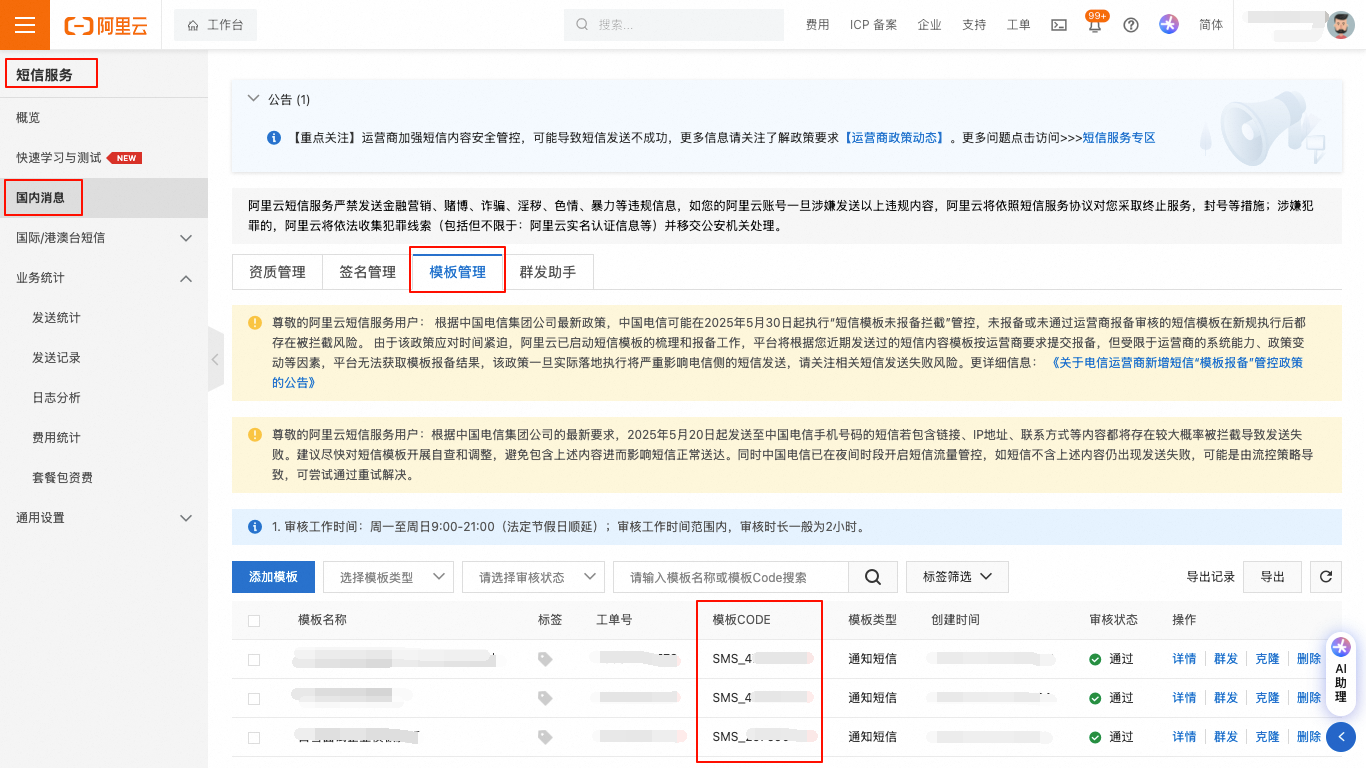 阿里云
工作台
搜索...
费用
ICP 备案
企业
支持
工单
99+
简体
短信服务
概览
快速学习与测试 NEW
国内消息
国际/港澳台短信
业务统计
发送统计
发送记录
日志分析
费用统计
套餐包资费
通用设置
公告 (1)
【重点关注】运营商加强短信内容安全管控，可能导致短信发送不成功，更多信息请关注了解政策要求【运营商政策动态】。更多问题点击访问>>>短信服务专区
阿里云短信服务严禁发送金融营销、赌博、诈骗、淫秽、色情、暴力等违规信息，如您的阿里云账号一旦涉嫌发送以上违规内容，阿里云将依照短信服务协议对您采取终止服务，封号等措施；涉嫌犯
罪的，阿里云将依法收集犯罪线索（包括但不限于：阿里云实名认证信息等）并移交公安机关处理。
资质管理
签名管理
模板管理
群发助手
尊敬的阿里云短信服务用户： 根据中国电信集团公司最新政策，中国电信可能在2025年5月30日起执行“短信模板未报备拦截”管控，未报备或未通过运营商报备审核的短信模板在新规执行后都
存在被拦截风险。 由于该政策应对时间紧迫，阿里云已启动短信模板的梳理和报备工作，平台将根据您近期发送过的短信内容模板按运营商要求提交报备，但受限于运营商的系统能力、政策变
动等因素，平台无法获取模板报备结果，该政策一旦实际落地执行将严重影响电信侧的短信发送，请关注相关短信发送失败风险。更详细信息： 《关于电信运营商新增短信“模板报备”管控政策
的公告》
尊敬的阿里云短信服务用户：根据中国电信集团公司的最新要求，2025年5月20日起发送至中国电信手机号码的短信若包含链接、IP地址、联系方式等内容都将存在较大概率被拦截导致发送失
败。建议尽快对短信模板开展自查和调整，避免包含上述内容进而影响短信正常送达。同时中国电信已在夜间时段开启短信流量管控，如短信不含上述内容仍出现发送失败，可能是由流控策略导
致，可尝试通过重试解决。
1. 审核工作时间：周一至周日9:00-21:00（法定节假日顺延）；审核工作时间范围内，审核时长一般为2小时。
添加模板
选择模板类型
请选择审核状态
请输入模板名称或模板Code搜索
标签筛选
导出记录
导出
模板名称 标签 工单号 模板CODE 模板类型 创建时间 审核状态 操作
SMS_4 通知短信 通过 详情 群发 克隆 删除
SMS_4 通知短信 通过 详情 群发 克隆 删除
SMS_ 通知短信 通过 详情 群发 克隆 删除
AI
助
理